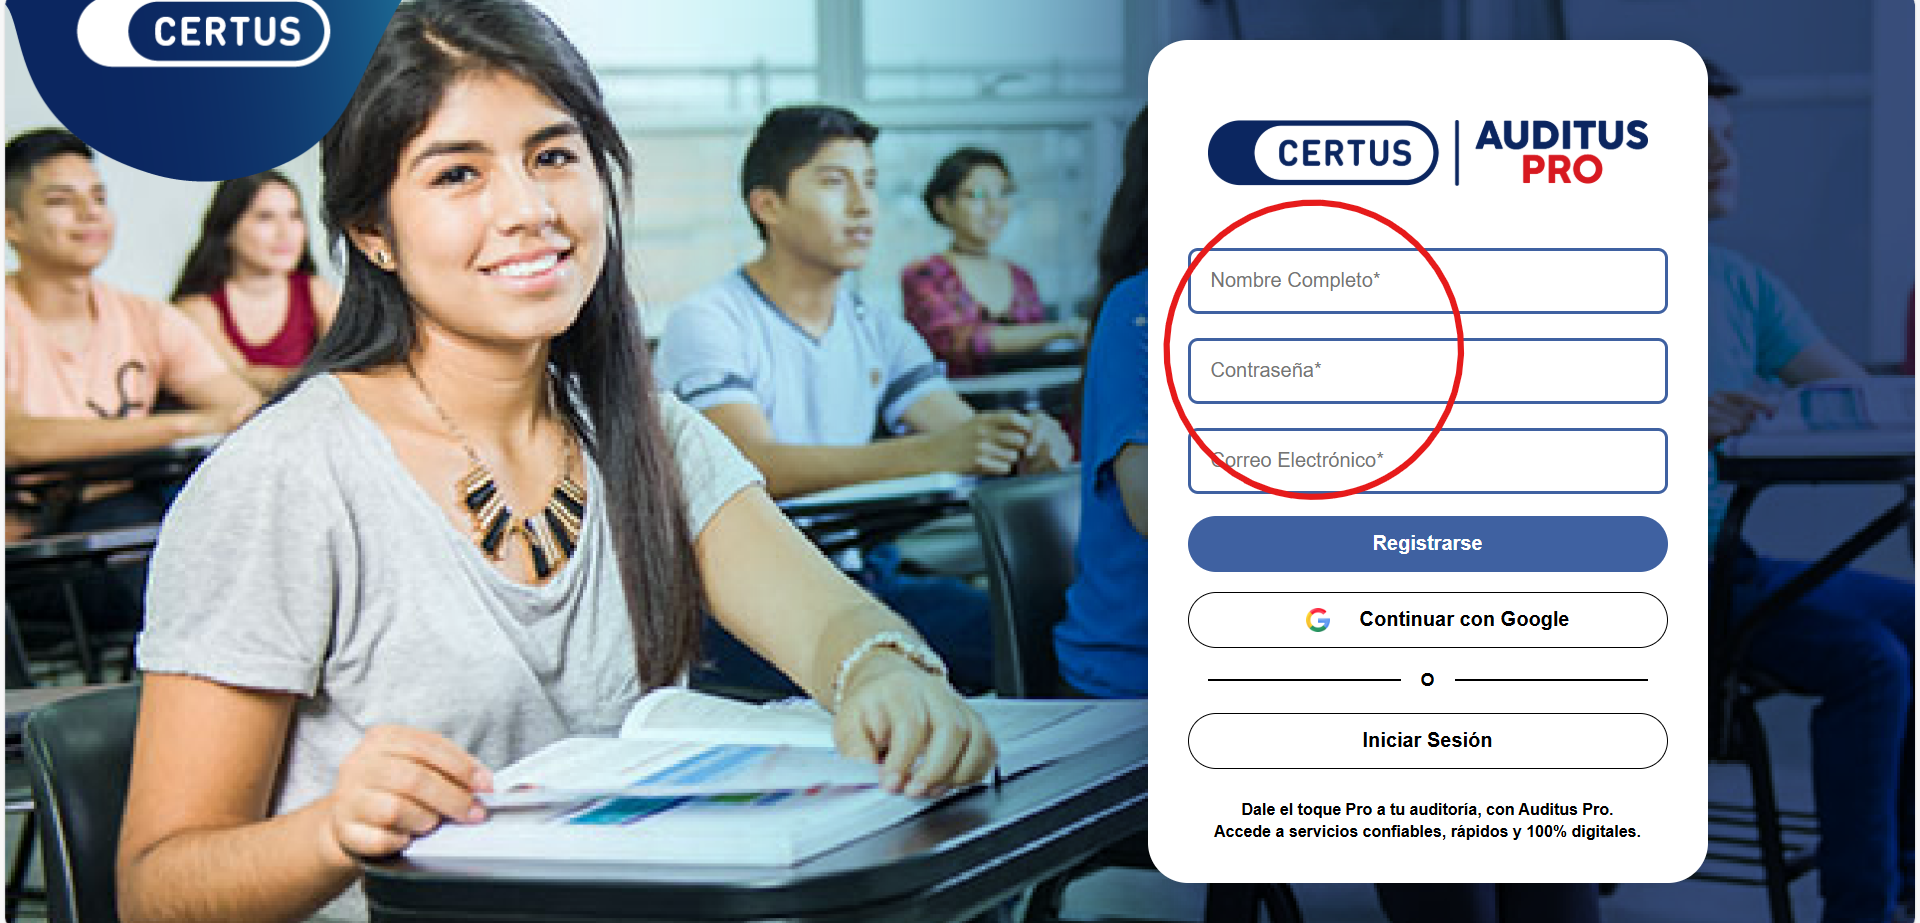 CERTUS
CERTUS
AUDITUS
PRO
Nombre Completo*
Contraseña*
Correo Electrónico*
Registrarse
Continuar con Google
O
Iniciar Sesión
Dale el toque Pro a tu auditoría, con Auditus Pro.
Accede a servicios confiables, rápidos y 100% digitales.